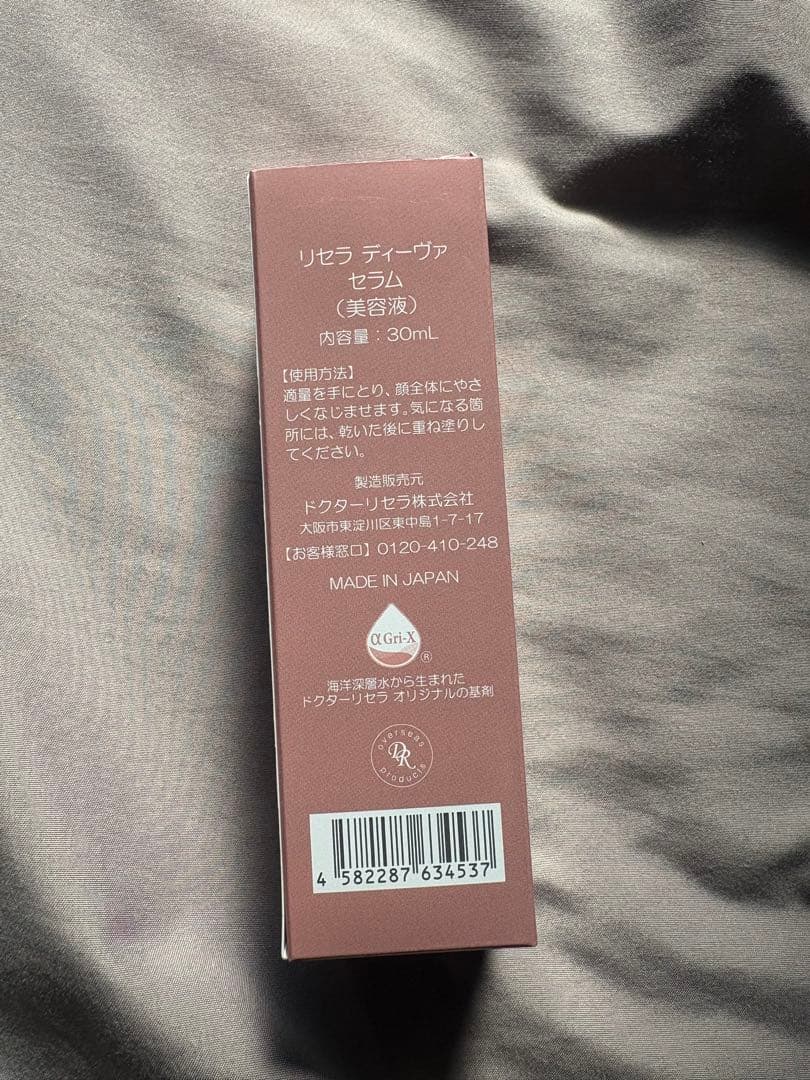 リセラ ディーヴァ
セラム
（美容液）
内容量：30mL
【使用方法】
適量を手にとり、顔全体にやさ
しくなじませます。気になる箇
所には、乾いた後に重ね塗りし
てください。
製造販売元
ドクターリセラ株式会社
大阪市東淀川区東中島1-7-17
【お客様窓口】0120-410-248
MADE IN JAPAN
α Gri-X
®
海洋深層水から生まれた
ドクターリセラ オリジナルの基剤
overseas
DR
products
4 582287 634537